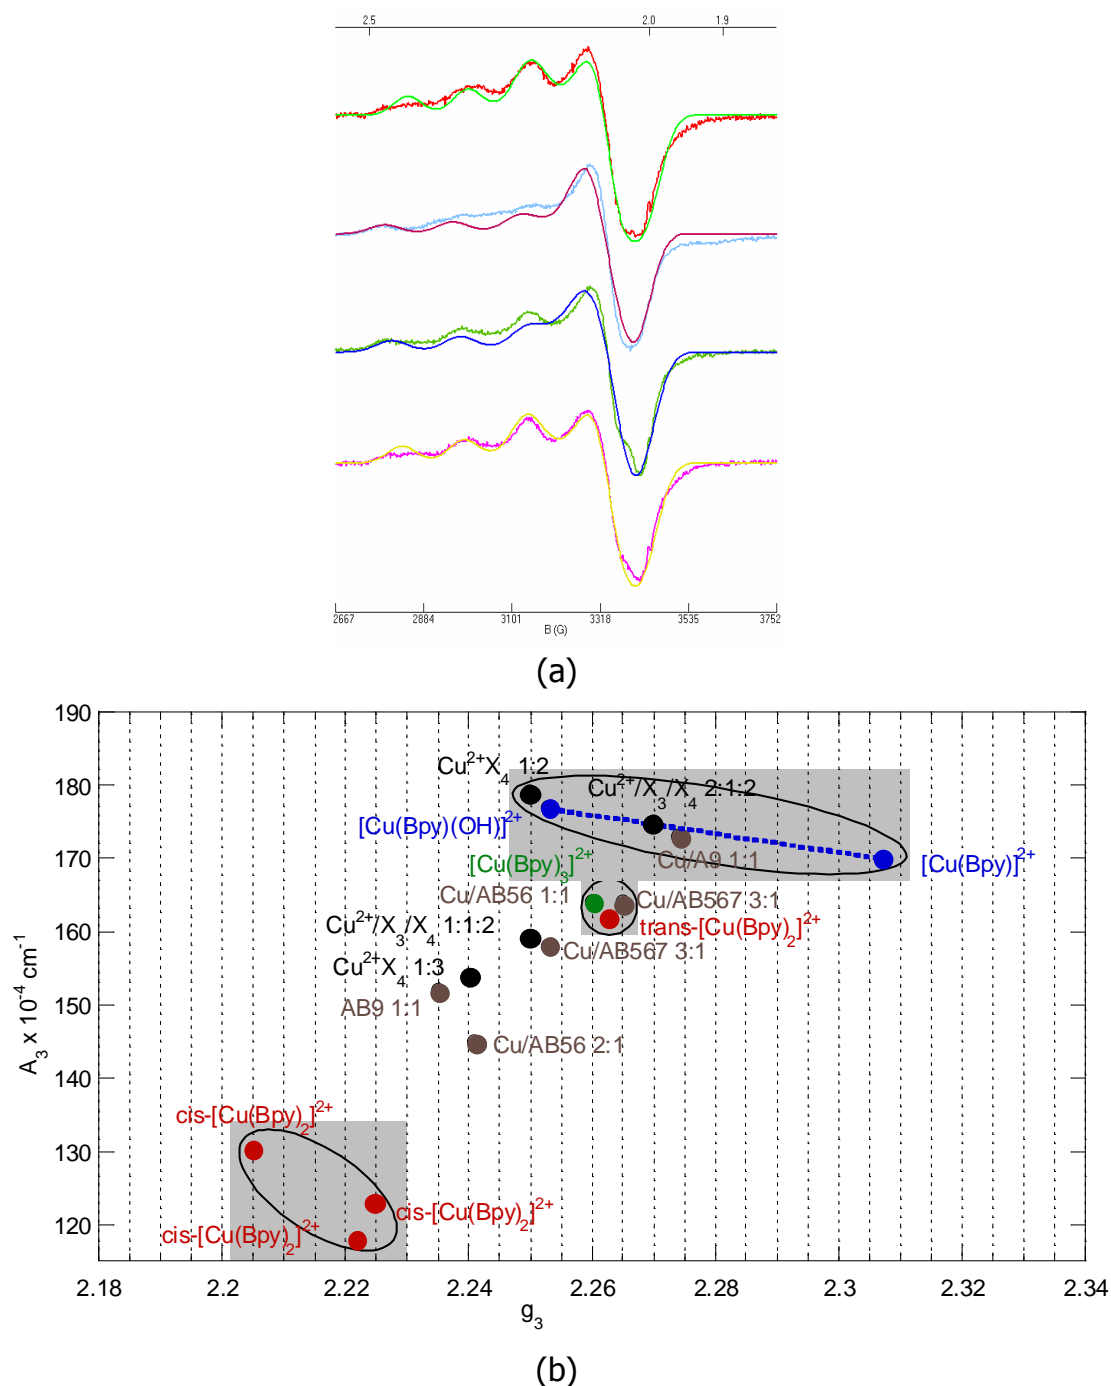 2.5 2.0 1.9
2667 2884 3101 3318 3535 3752
B (G)
(a)
190
180
170
160
150
140
130
120
A₃ x 10⁻⁴ cm⁻¹
Cu²⁺X₄ 1:2
Cu²⁺/X₃/X₄ 2:1:2
[Cu(Bpy)(OH)]²⁺
Cu/A9 1:1
[Cu(Bpy)]²⁺
[Cu(Bpy)₃]²⁺
Cu/AB56 1:1
Cu/AB567 3:1
trans-[Cu(Bpy)₂]²⁺
Cu²⁺/X₃/X₄ 1:1:2
Cu/AB567 3:1
Cu²⁺X₄ 1:3
AB9 1:1
Cu/AB56 2:1
cis-[Cu(Bpy)₂]²⁺
cis-[Cu(Bpy)₂]²⁺
cis-[Cu(Bpy)₂]²⁺
2.18 2.2 2.22 2.24 2.26 2.28 2.3 2.32 2.34
g₃
(b)